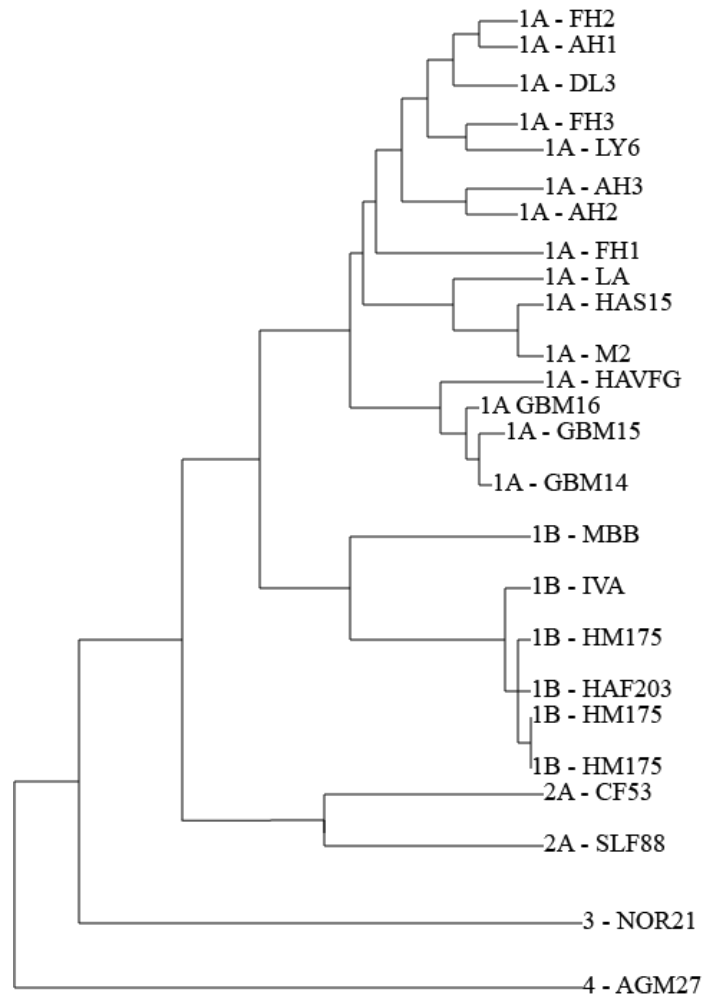 1A - FH2
1A - AH1
1A - DL3
1A - FH3
1A - LY6
1A - AH3
1A - AH2
1A - FH1
1A - LA
1A - HAS15
1A - M2
1A - HAVFG
1A GBM16
1A - GBM15
1A - GBM14
1B - MBB
1B - IVA
1B - HM175
1B - HAF203
1B - HM175
1B - HM175
2A - CF53
2A - SLF88
3 - NOR21
4 - AGM27